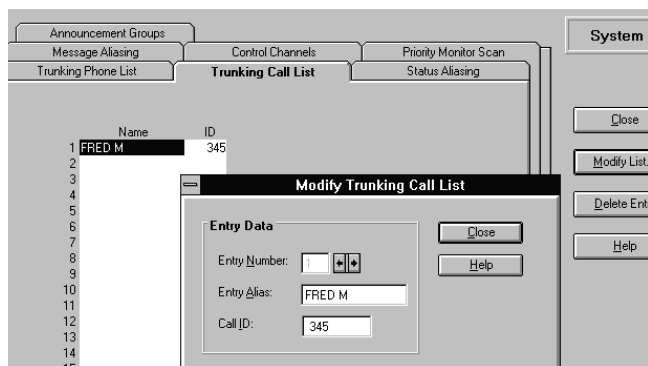 Announcement Groups
System
Message Aliasing
Control Channels
Priority Monitor Scan
Trunking Phone List
Trunking Call List
Status Aliasing
Close
Modify List.
Delete Ent
Help
Name ID
1 FRED M 345
2
3
4
5
6
7
8
9
10
11
12
13
14
Modify Trunking Call List
Entry Data
Entry Number: 1
Entry Alias: FRED M
Call ID: 345
Close
Help